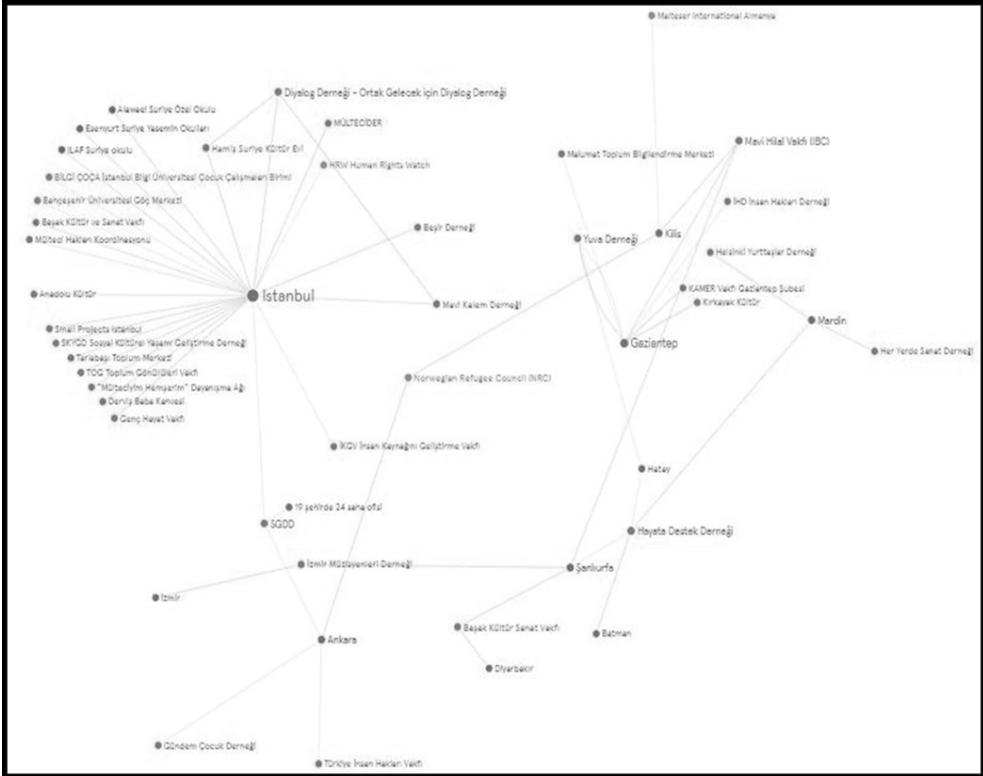 Malteser International Almanya
Diyalog Derneği – Ortak Gelecek için Diyalog Derneği
Alaweel Suriye Özel Okulu
MÜLTECİDER
Esenyurt Suriye Yasemin Okulları
Mavi Hilal Vakfı (IBC)
ILAF Suriye okulu
Hamiş Suriye Kültür Evi
Malumat Toplum Bilgilendirme Merkezi
HRW Human Rights Watch
BİLGİ ÇOÇA İstanbul Bilgi Üniversitesi Çocuk Çalışmaları Birimi
Bahçeşehir Üniversitesi Göç Merkezi
İHD İnsan Hakları Derneği
Başak Kültür ve Sanat Vakfı
Beşir Derneği
Kilis
Mülteci Hakları Koordinasyonu
Yuva Derneği
Helsinki Yurttaşlar Derneği
KAMER Vakfı Gaziantep Şubesi
Anadolu Kültür
Istanbul
Mavi Kalem Derneği
Kırkayak Kültür
Mardin
Small Projects Istanbul
SKYGD Sosyal Kültürel Yaşamı Geliştirme Derneği
Gaziantep
Her Yerde Sanat Derneği
Tarlabaşı Toplum Merkezi
TOG Toplum Gönüllüleri Vakfı
Norwegian Refugee Council (NRC)
"Mülteciyim Hemşerim" Dayanışma Ağı
Derviş Baba Kahvesi
Genç Hayat Vakfı
İKGV İnsan Kaynağını Geliştirme Vakfı
Hatay
19 şehirde 24 saha ofisi
SGDD
Hayata Destek Derneği
İzmir Müzisyenleri Derneği
Şanlıurfa
İzmir
Başak Kültür Sanat Vakfı
Batman
Ankara
Diyarbakır
Gündem Çocuk Derneği
Türkiye İnsan Hakları Vakfı